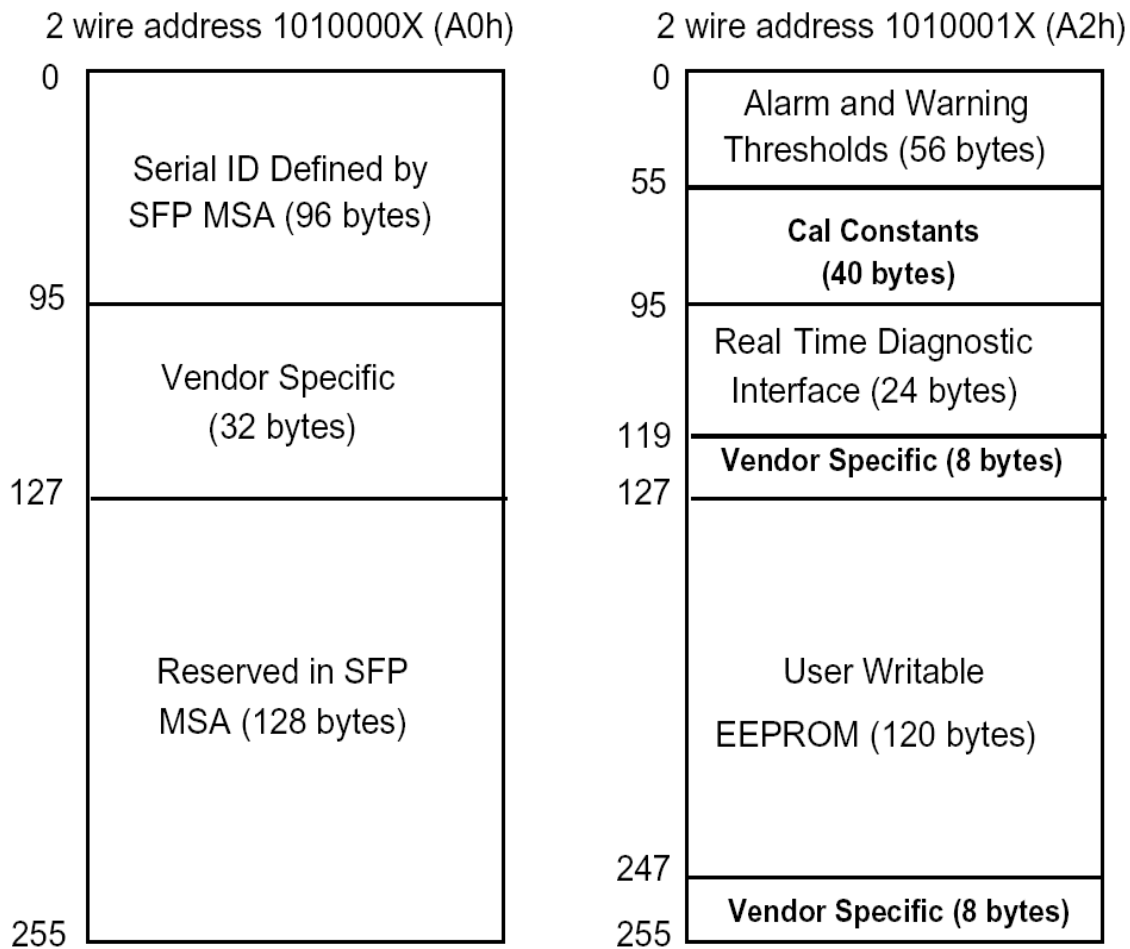 2 wire address 1010000X (A0h)
0
Serial ID Defined by
SFP MSA (96 bytes)
95
Vendor Specific
(32 bytes)
127
Reserved in SFP
MSA (128 bytes)
255
2 wire address 1010001X (A2h)
0
Alarm and Warning
Thresholds (56 bytes)
55
Cal Constants
(40 bytes)
95
Real Time Diagnostic
Interface (24 bytes)
119
Vendor Specific (8 bytes)
127
User Writable
EEPROM (120 bytes)
247
Vendor Specific (8 bytes)
255